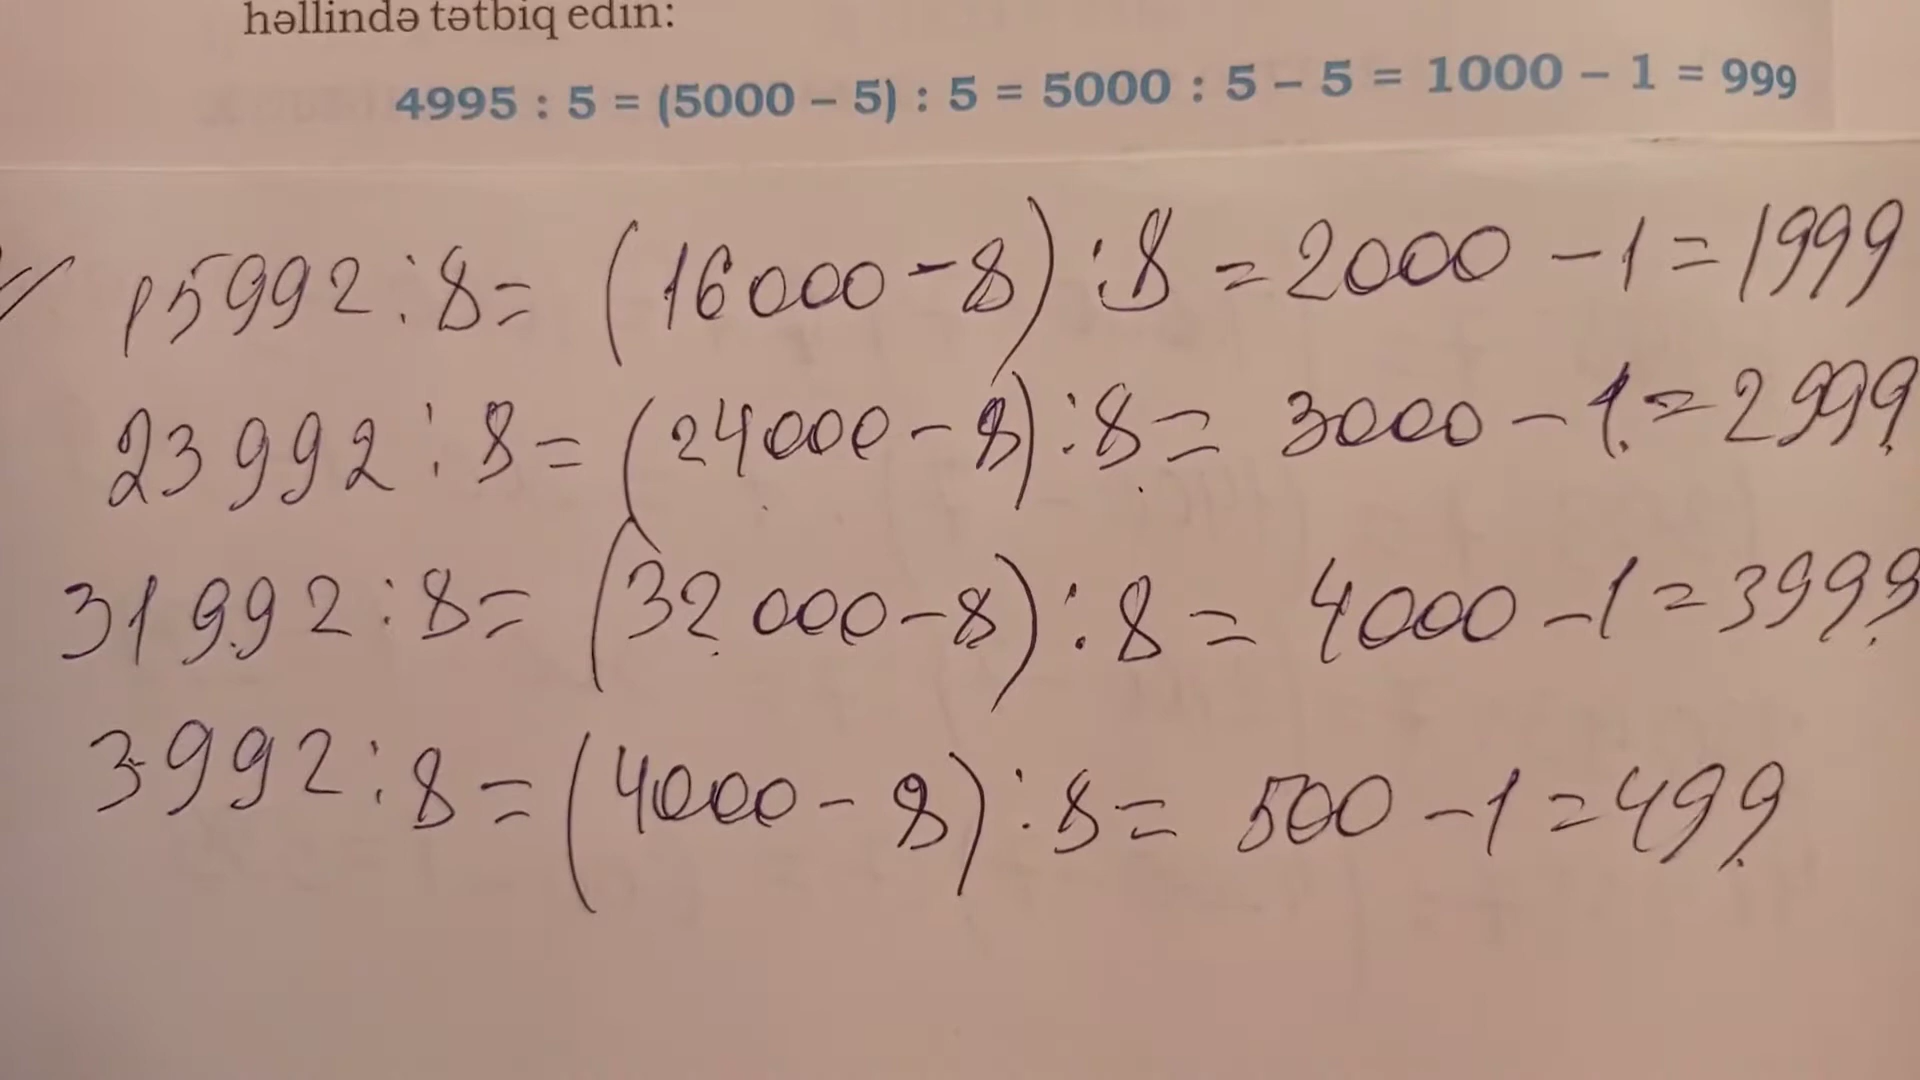 həllində tətbiq edin:
4995 : 5 = (5000 – 5) : 5 = 5000 : 5 – 5 = 1000 – 1 = 999
15992 : 8 = (16000 - 8) : 8 = 2000 - 1 = 1999
23992 : 8 = (24000 - 8) : 8 = 3000 - 1 = 2999
31992 : 8 = (32000 - 8) : 8 = 4000 - 1 = 3999
3992 : 8 = (4000 - 8) : 8 = 500 - 1 = 499